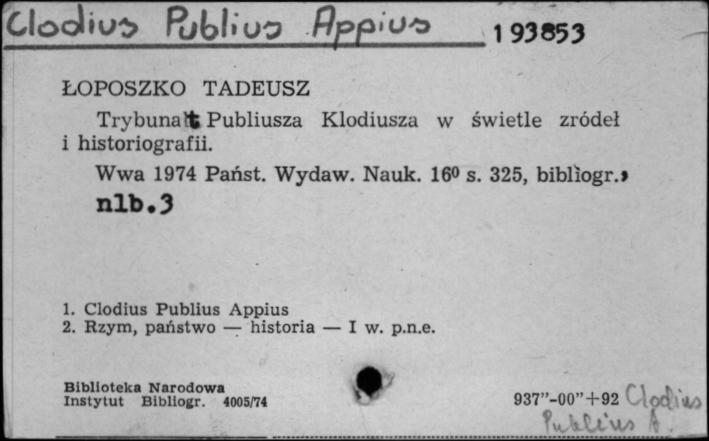 Clodius Publius Appius 193853
ŁOPOSZKO TADEUSZ
Trybunat Publiusza Klodiusza w świetle zródeł
i historiografii.
Wwa 1974 Państ. Wydaw. Nauk. 16⁰ s. 325, bibliogr.,
nlb.3
1. Clodius Publius Appius
2. Rzym, państwo — historia — I w. p.n.e.
Biblioteka Narodowa
Instytut Bibliogr. 4005/74
937"-00"+92 Clodius
Publius A.